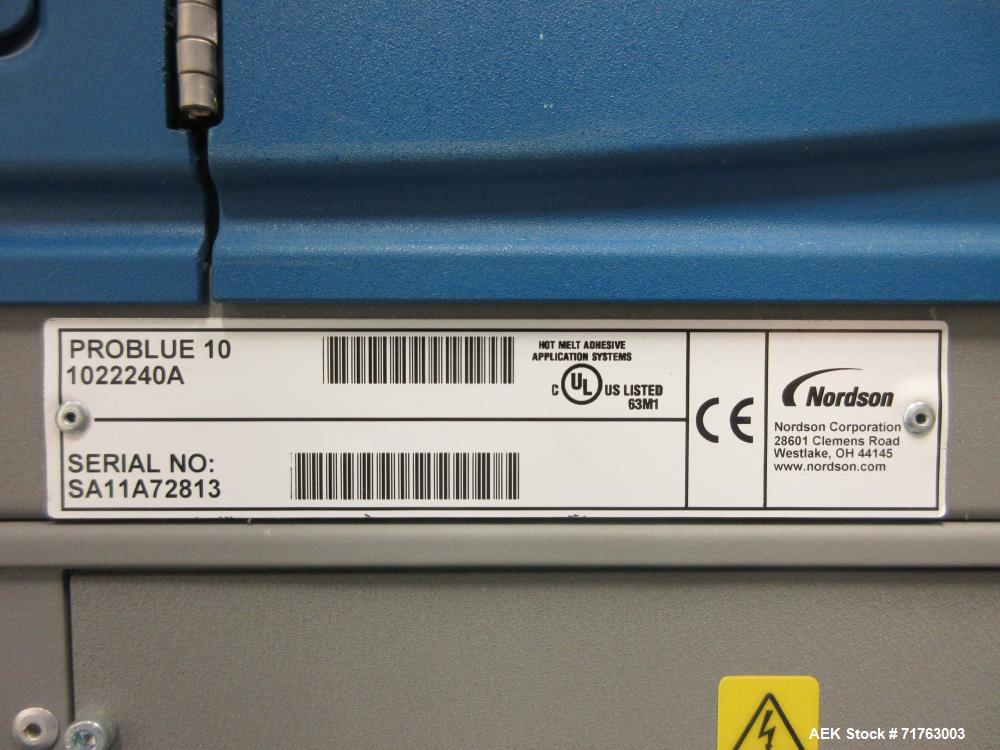 PROBLUE 10
1022240A
HOT MELT ADHESIVE
APPLICATION SYSTEMS
C UL US LISTED
63M1
SERIAL NO:
SA11A72813
CE
Nordson
Nordson Corporation
28601 Clemens Road
Westlake, OH 44145
www.nordson.com
AEK Stock #71763003